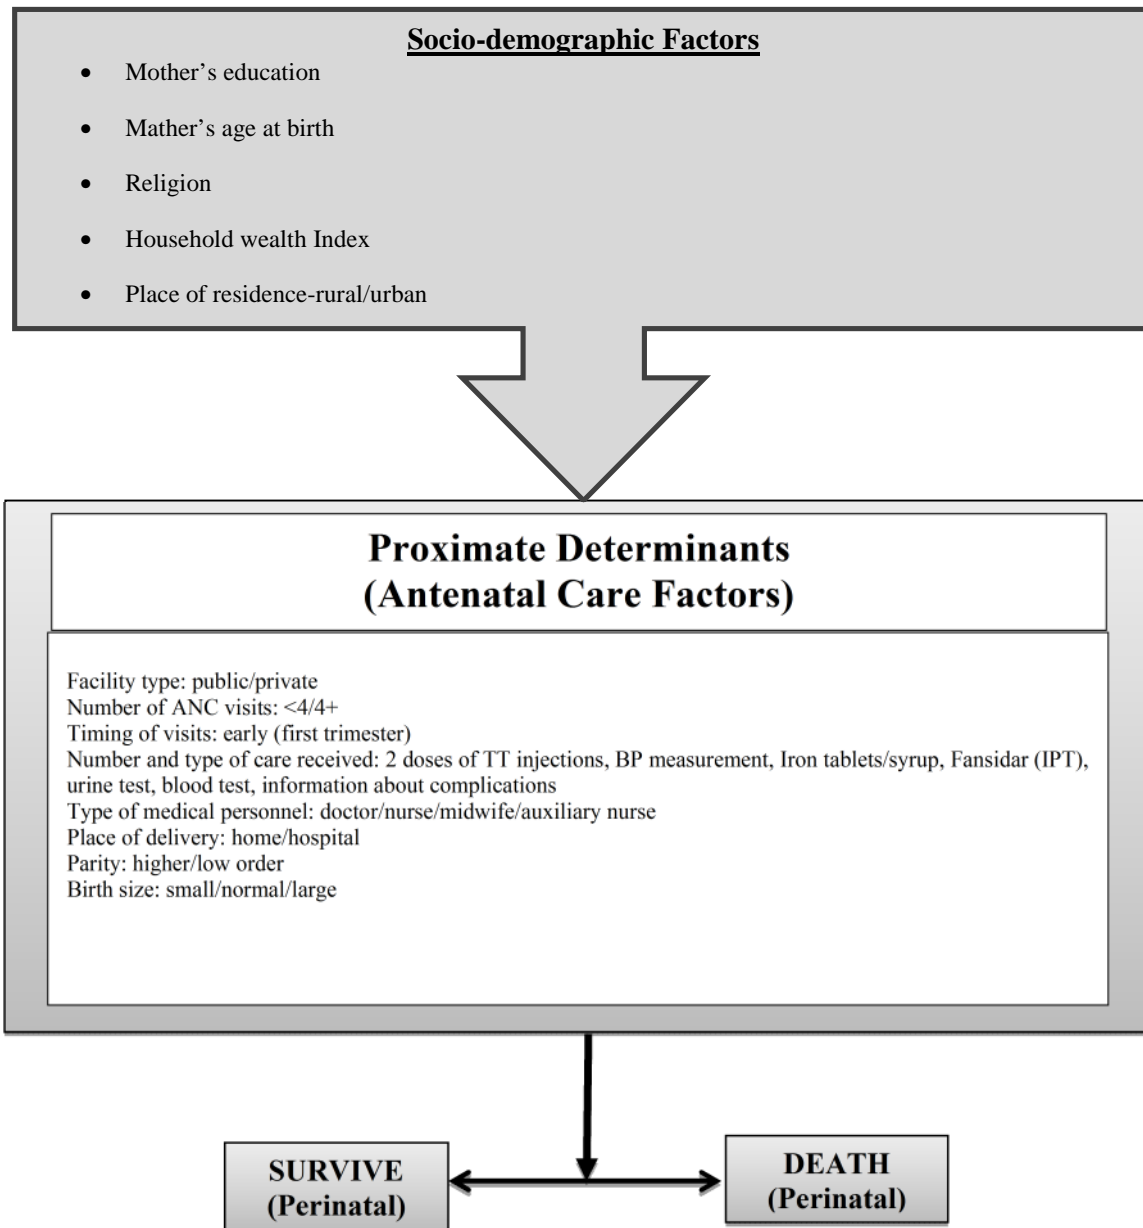 Socio-demographic Factors
• Mother’s education
• Mather’s age at birth
• Religion
• Household wealth Index
• Place of residence-rural/urban
Proximate Determinants
(Antenatal Care Factors)
Facility type: public/private
Number of ANC visits: <4/4+
Timing of visits: early (first trimester)
Number and type of care received: 2 doses of TT injections, BP measurement, Iron tablets/syrup, Fansidar (IPT),
urine test, blood test, information about complications
Type of medical personnel: doctor/nurse/midwife/auxiliary nurse
Place of delivery: home/hospital
Parity: higher/low order
Birth size: small/normal/large
SURVIVE
(Perinatal)
DEATH
(Perinatal)